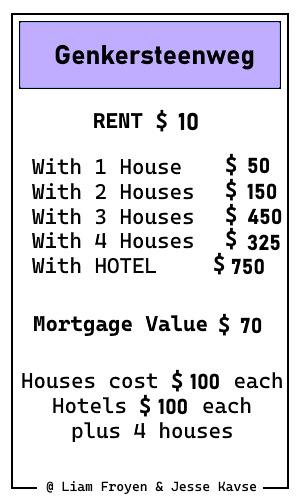 Genkersteenweg
RENT $ 10
With 1 House $ 50
With 2 Houses $ 150
With 3 Houses $ 450
With 4 Houses $ 325
With HOTEL $ 750
Mortgage Value $ 70
Houses cost $ 100 each
Hotels $ 100 each
plus 4 houses
@ Liam Froyen & Jesse Kavse